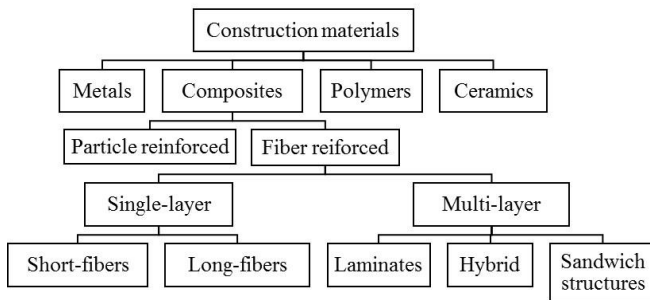 Construction materials
Metals
Composites
Polymers
Ceramics
Particle reinforced
Fiber reiforced
Single-layer
Multi-layer
Short-fibers
Long-fibers
Laminates
Hybrid
Sandwich
structures